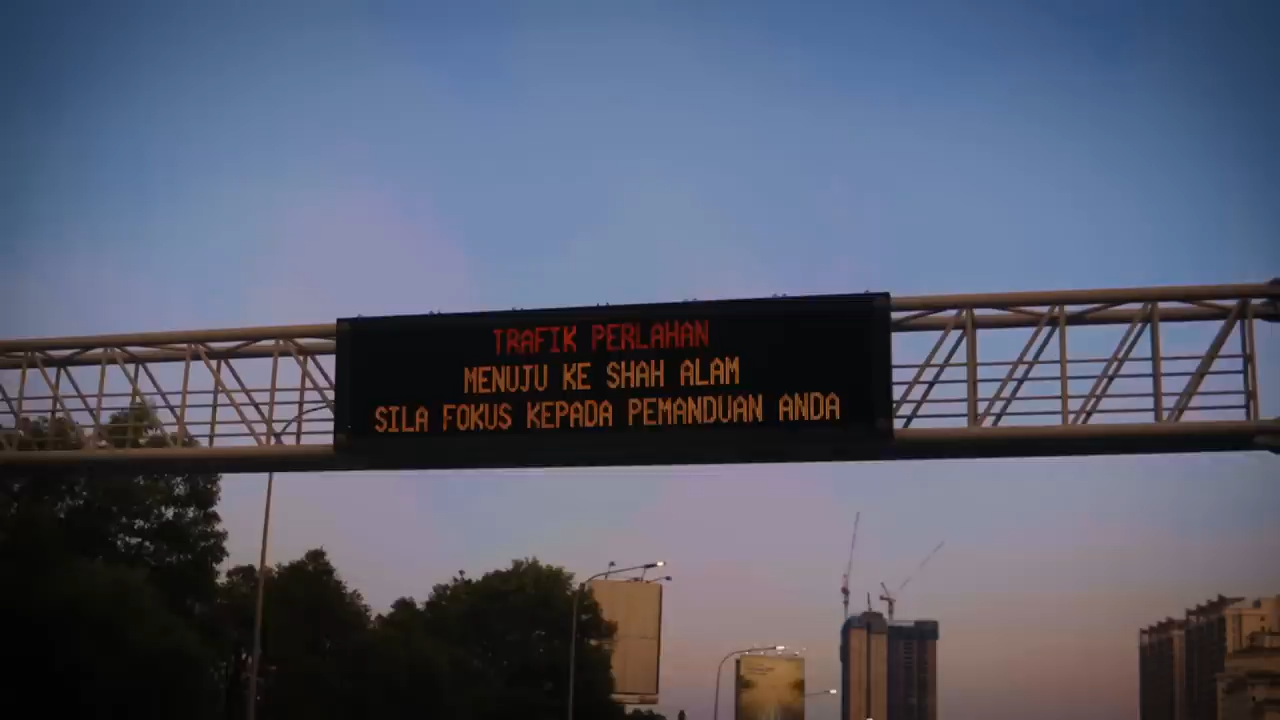 TRAFIK PERLAHAN
MENUJU KE SHAH ALAM
SILA FOKUS KEPADA PEMANDUAN ANDA